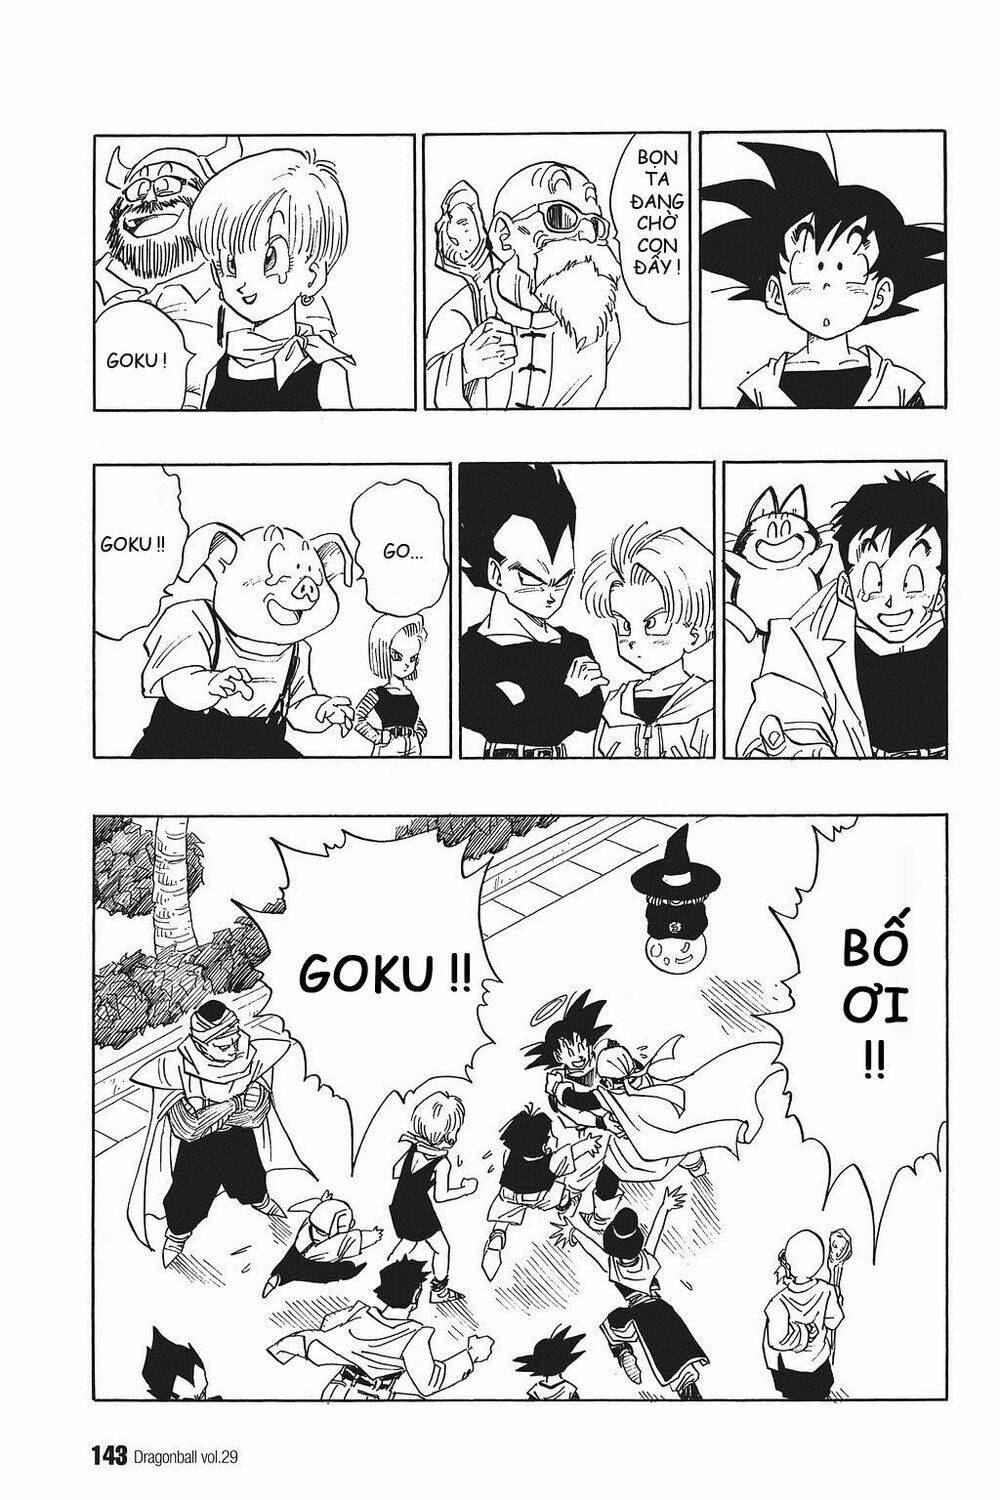 GOKU !
BỌN
TA
ĐANG
CHỜ
CON
ĐẤY !
GOKU !!
GO...
GOKU !!
BỐ
ƠI
!!
143 Dragonball vol.29